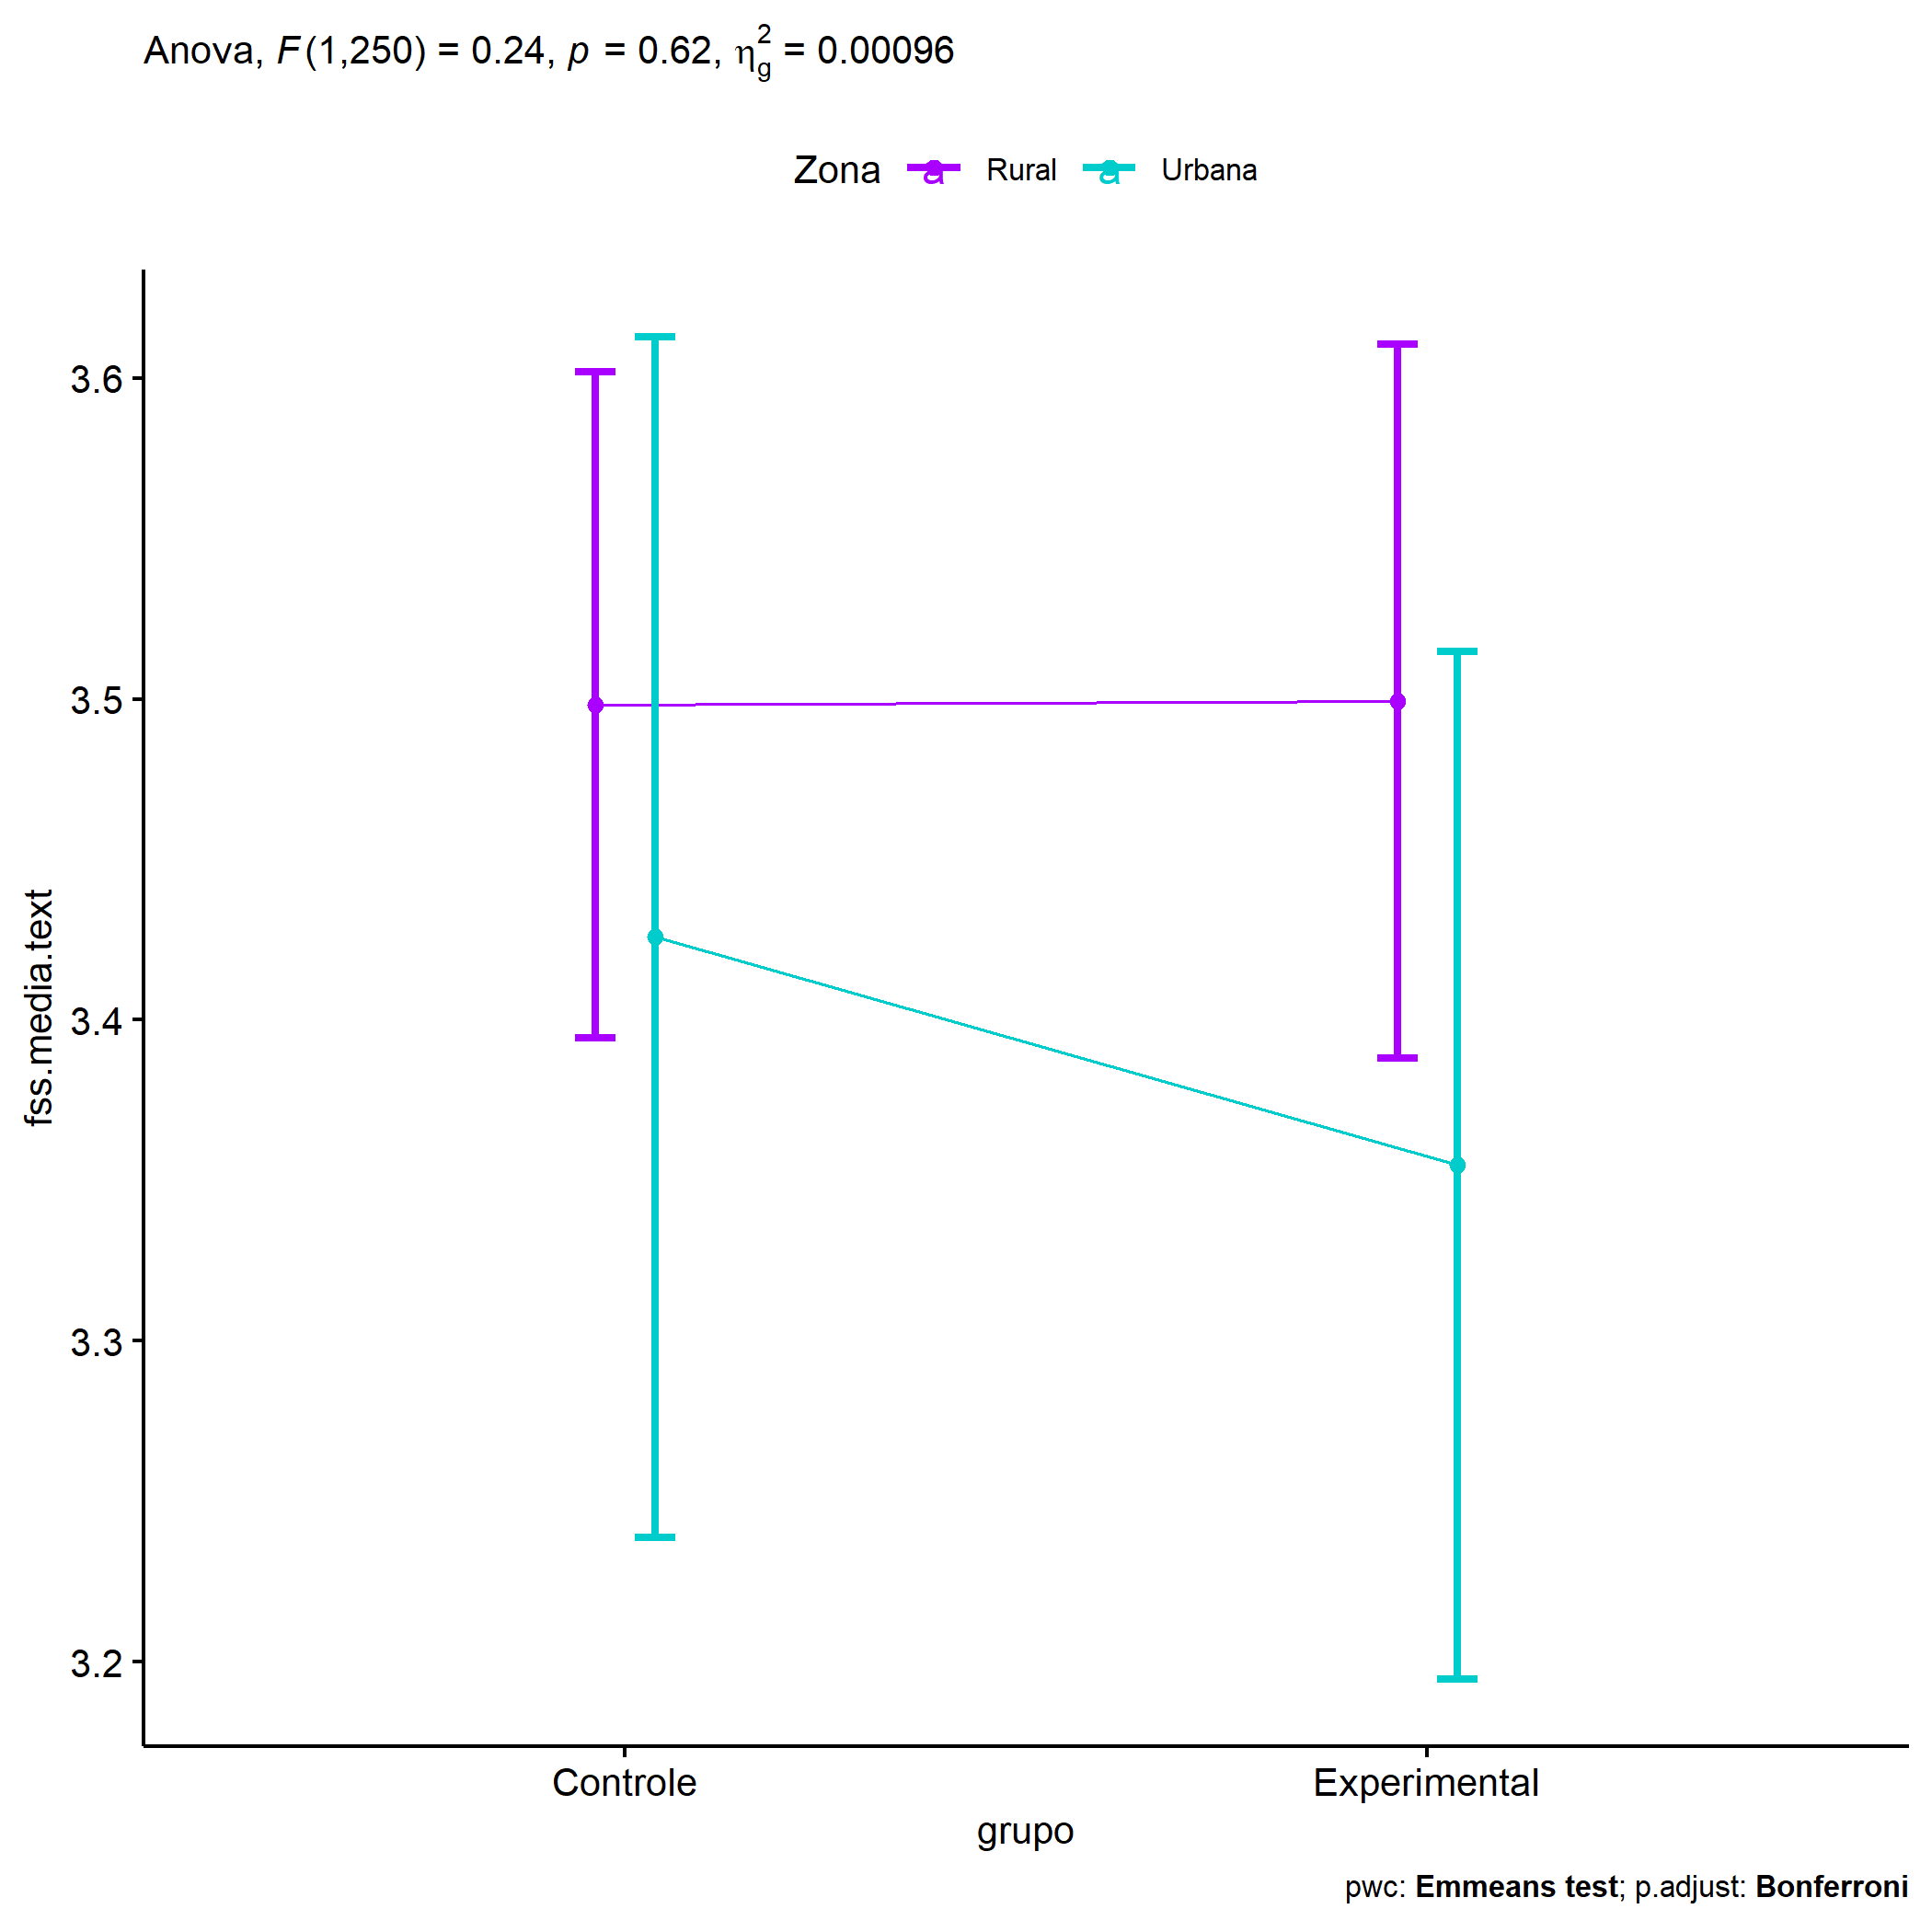 Anova, F(1,250) = 0.24, p = 0.62, η²g = 0.00096
Zona a Rural a Urbana
3.6
3.5
3.4
3.3
3.2
fss.media.text
Controle Experimental
grupo
pwc: Emmeans test; p.adjust: Bonferroni